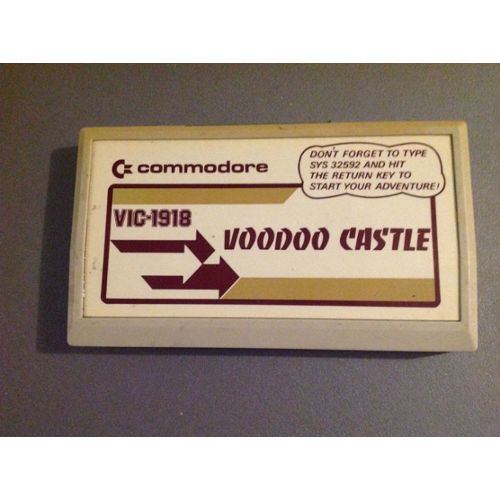 commodore
DON'T FORGET TO TYPE
SYS 32592 AND HIT
THE RETURN KEY TO
START YOUR ADVENTURE!
VIC-1918
VOODOO CASTLE